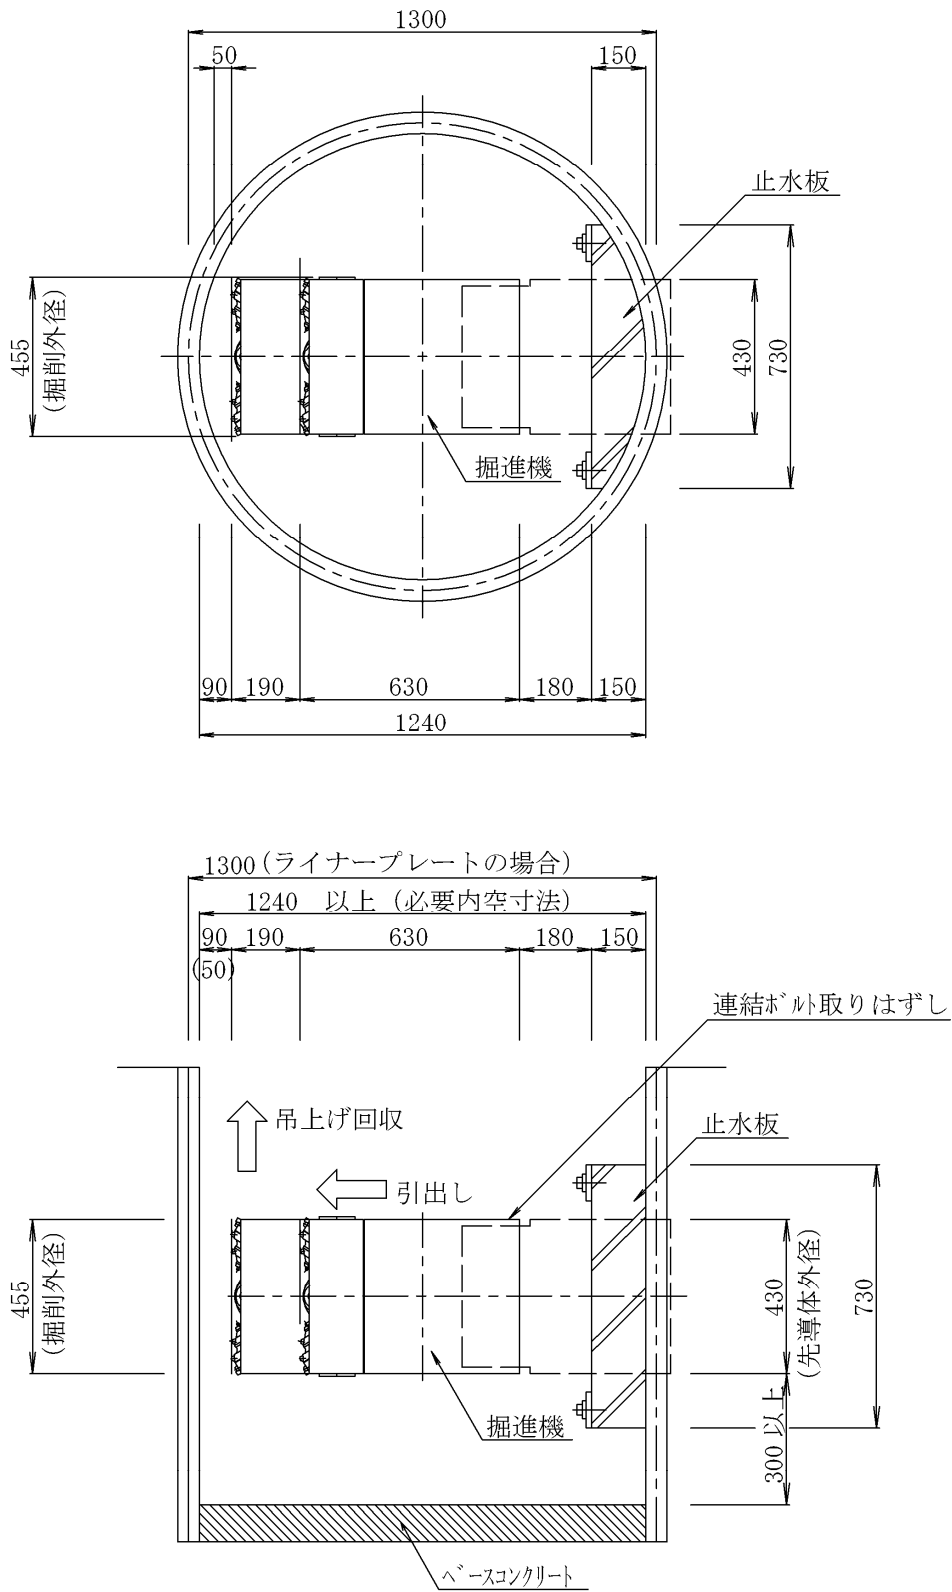 1300
50
150
止水板
455
(掘削外径)
430
730
掘進機
90
190
630
180
150
1240
1300(ライナープレートの場合)
1240 以上(必要内空寸法)
90
190
630
180
150
(50)
連結ボルト取りはずし
吊上げ回収
止水板
引出し
455
(掘削外径)
430
(先導体外径)
730
掘進機
300以上
ベースコンクリート